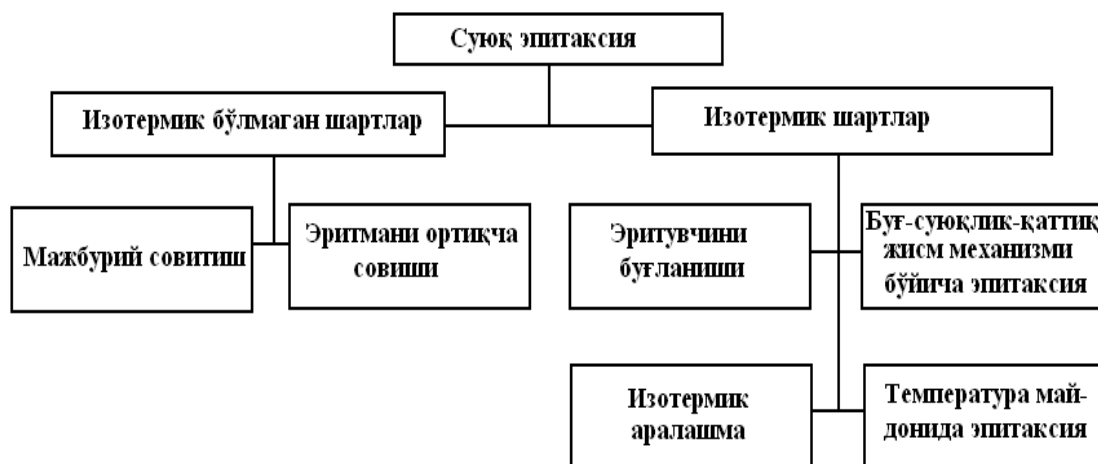 Суюқ эпитаксия
Изотермик бўлмаган шартлар
Изотермик шартлар
Мажбурий совитиш
Эритмани ортиқча
совиши
Эритувчини
буғланиши
Буғ-суюқлик-қаттиқ
жисм механизми
бўйича эпитаксия
Изотермик
аралашма
Температура май-
донида эпитаксия